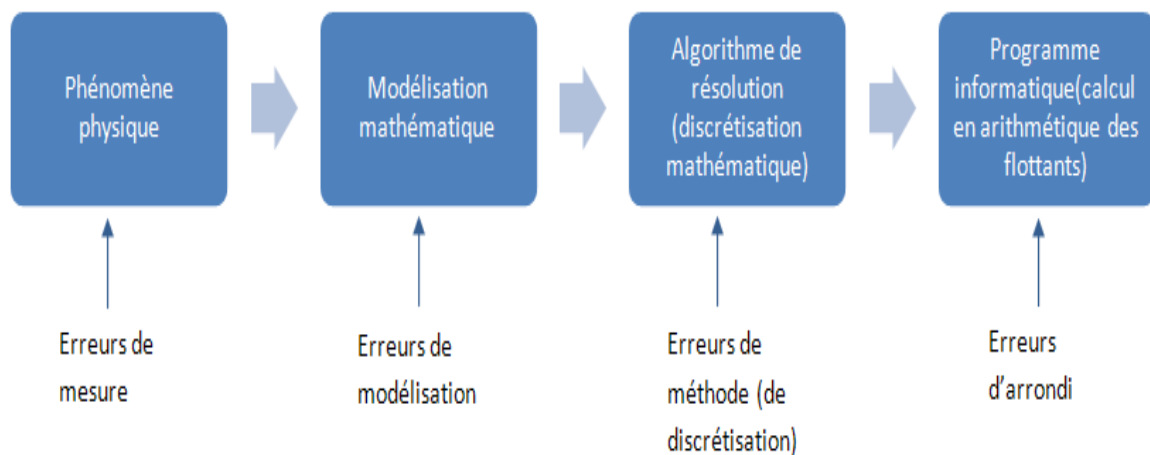 Phénomène
physique
Modélisation
mathématique
Algorithme de
résolution
(discrétisation
mathématique)
Programme
informatique(calcul
en arithmétique des
flottants)
Erreurs de
mesure
Erreurs de
modélisation
Erreurs de
méthode (de
discrétisation)
Erreurs
d'arrondi